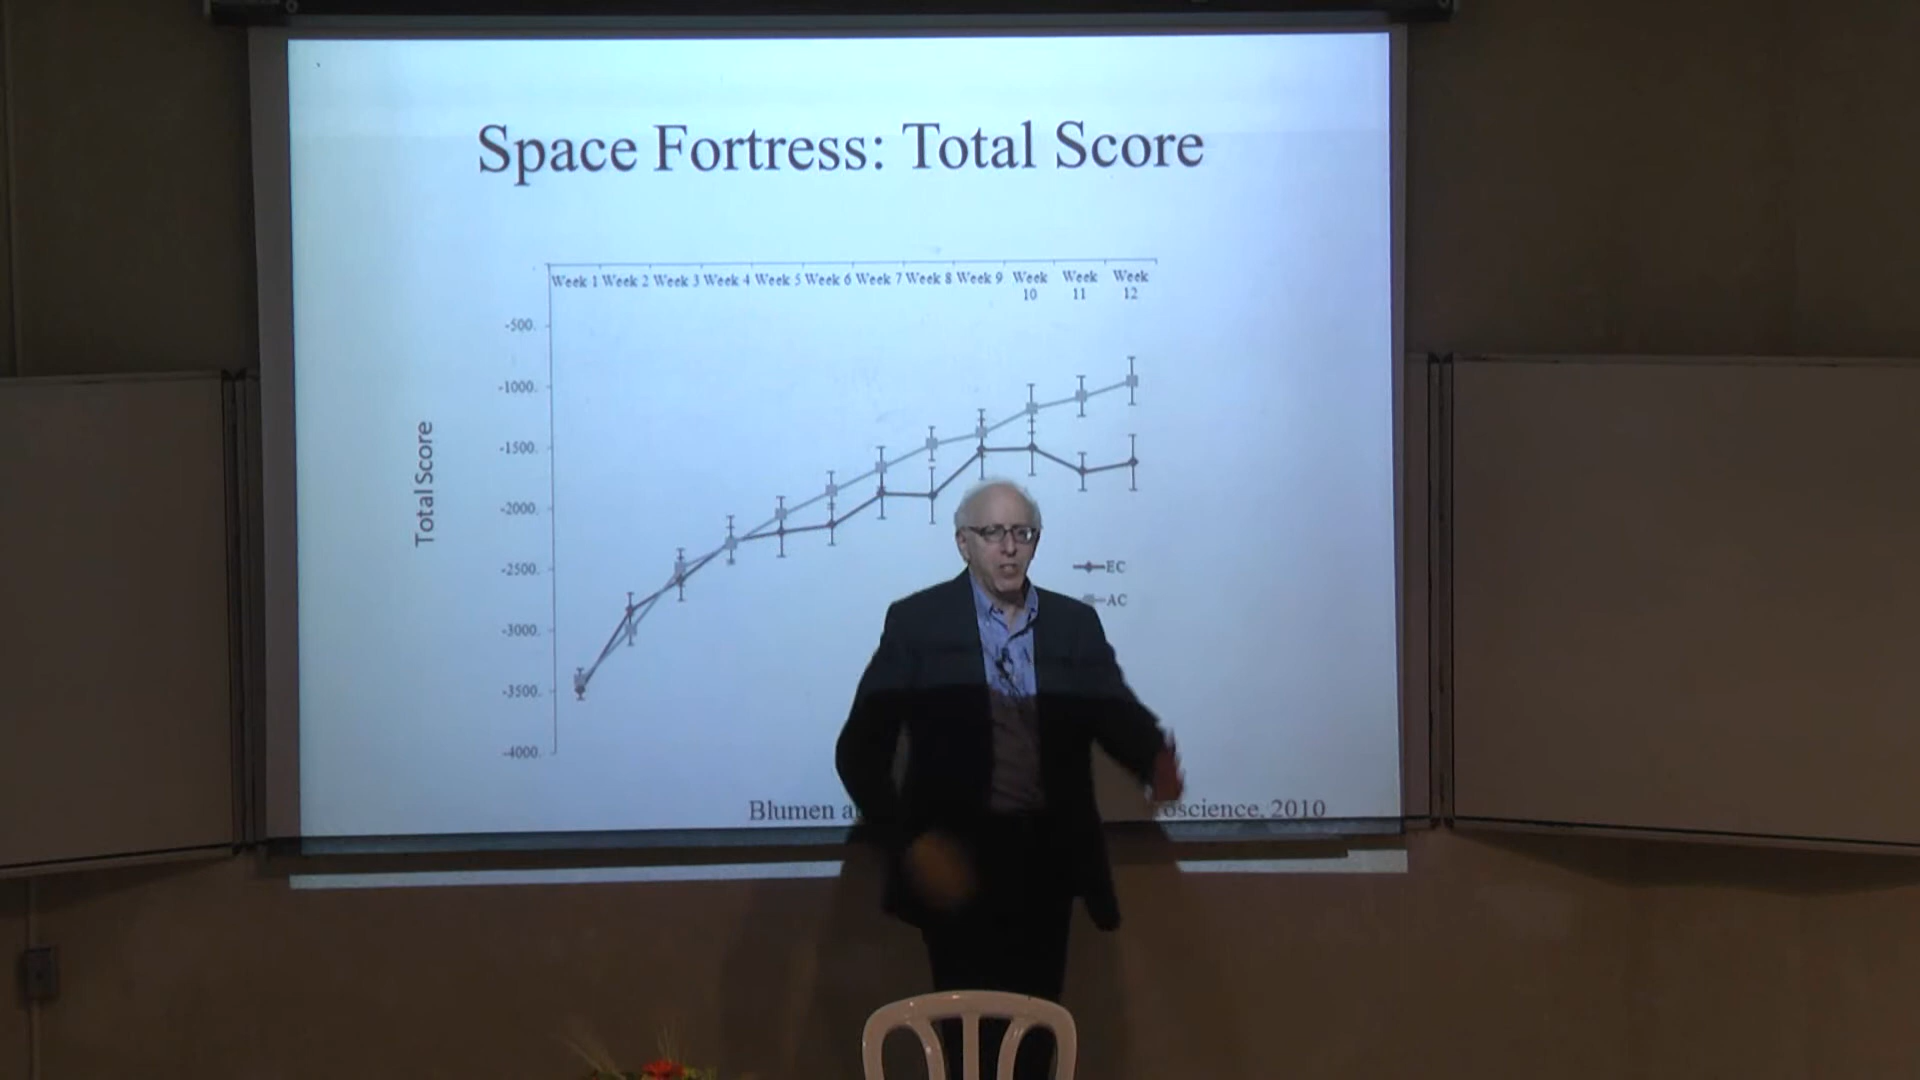 Space Fortress: Total Score
Week 1 Week 2 Week 3 Week 4 Week 5 Week 6 Week 7 Week 8 Week 9 Week 10 Week 11 Week 12
-500.
-1000.
-1500.
-2000.
-2500.
-3000.
-3500.
-4000.
Total Score
EC
AC
Blumen
oscience, 2010